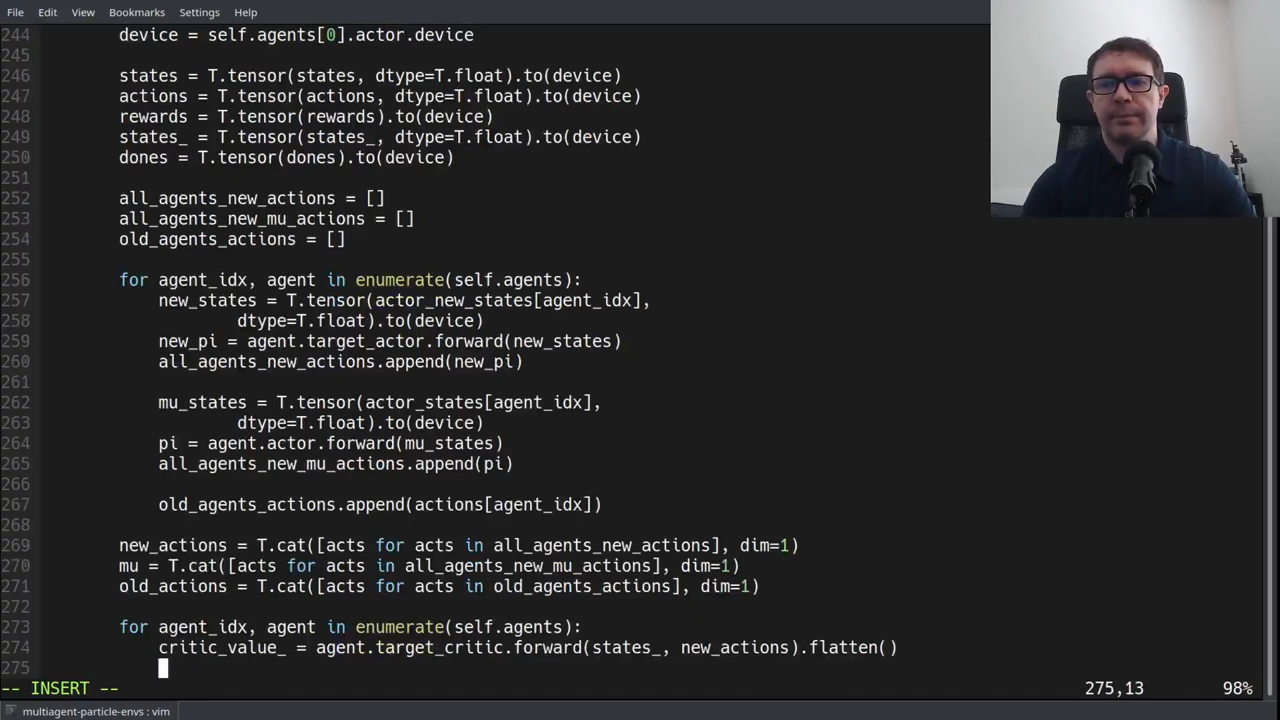 File Edit View Bookmarks Settings Help
244 device = self.agents[0].actor.device
245
246 states = T.tensor(states, dtype=T.float).to(device)
247 actions = T.tensor(actions, dtype=T.float).to(device)
248 rewards = T.tensor(rewards).to(device)
249 states_ = T.tensor(states_, dtype=T.float).to(device)
250 dones = T.tensor(dones).to(device)
251
252 all_agents_new_actions = []
253 all_agents_new_mu_actions = []
254 old_agents_actions = []
255
256 for agent_idx, agent in enumerate(self.agents):
257 new_states = T.tensor(actor_new_states[agent_idx],
258 dtype=T.float).to(device)
259 new_pi = agent.target_actor.forward(new_states)
260 all_agents_new_actions.append(new_pi)
261
262 mu_states = T.tensor(actor_states[agent_idx],
263 dtype=T.float).to(device)
264 pi = agent.actor.forward(mu_states)
265 all_agents_new_mu_actions.append(pi)
266
267 old_agents_actions.append(actions[agent_idx])
268
269 new_actions = T.cat([acts for acts in all_agents_new_actions], dim=1)
270 mu = T.cat([acts for acts in all_agents_new_mu_actions], dim=1)
271 old_actions = T.cat([acts for acts in old_agents_actions], dim=1)
272
273 for agent_idx, agent in enumerate(self.agents):
274 critic_value_ = agent.target_critic.forward(states_, new_actions).flatten()
275
-- INSERT -- 275,13 98%
multiagent-particle-envs : vim